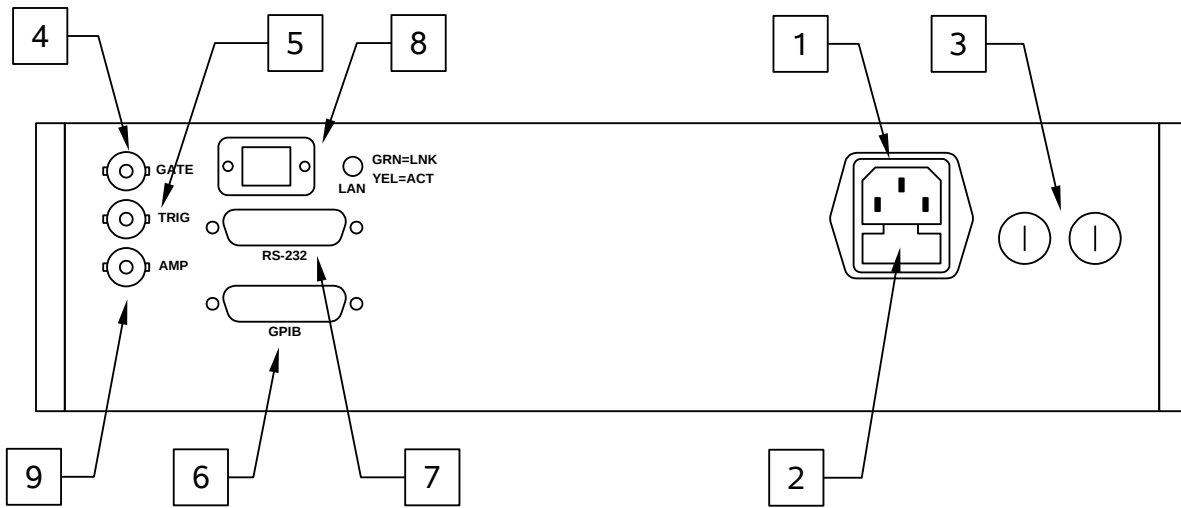 4
5
8
1
3
GATE
GRN=LNK
YEL=ACT
LAN
TRIG
RS-232
AMP
GPIB
9
6
7
2